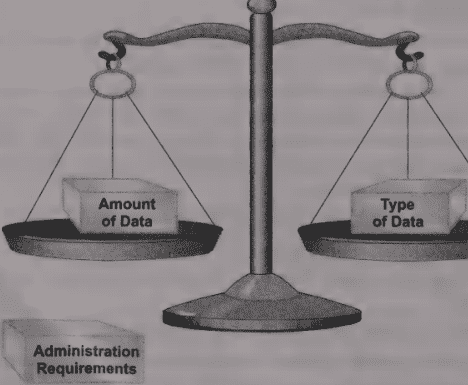 Amount
of Data
Type
of Data
Administration
Requirements